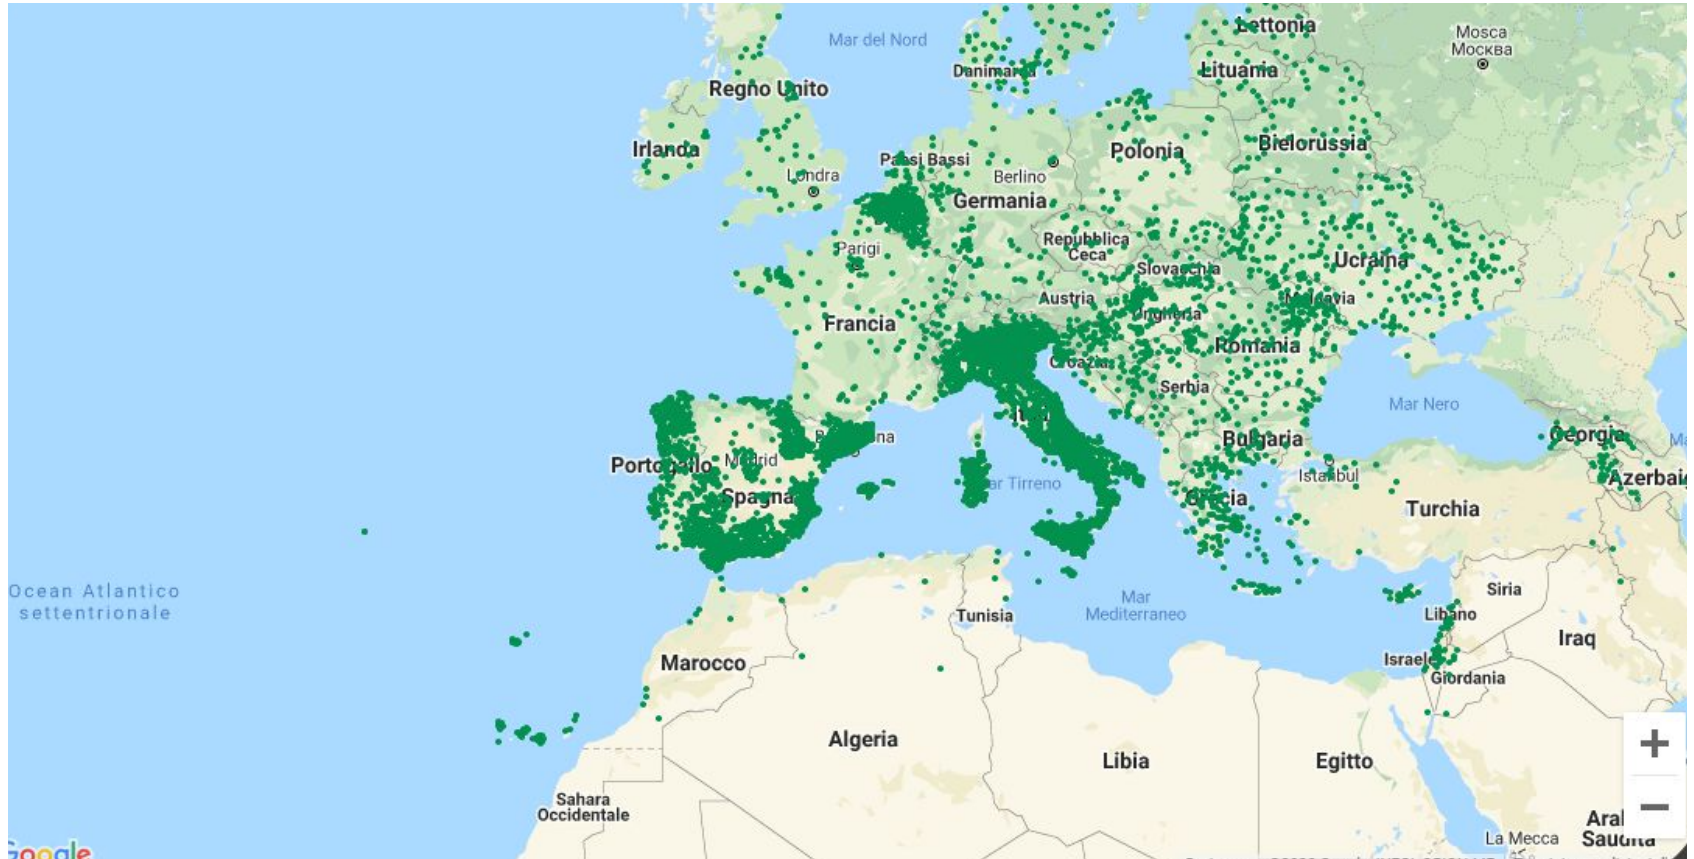 Lettonia
Mosca
Москва
Mar del Nord
Danimarca
Lituania
Regno Unito
Irlanda
Paesi Bassi
Polonia
Bielorussia
Londra
Berlino
Germania
Parigi
Repubblica
Ceca
Slovacchia
Ucraina
Austria
Moldavia
Ungheria
Francia
Romania
Croazia
Serbia
Mar Nero
Italia
Bulgaria
Georgia
Portogallo
Madrid
Istanbul
Azerbaig
Spagna
ar Tirreno
Grecia
Turchia
Ocean Atlantico
settentrionale
Mar
Mediterraneo
Siria
Tunisia
Libano
Iraq
Marocco
Israele
Giordania
Algeria
Libia
Egitto
+
−
Sahara
Occidentale
La Mecca
Saudita
Google